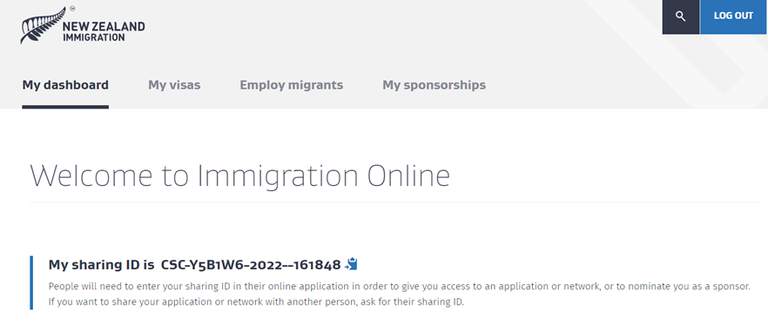 NEW ZEALAND
IMMIGRATION
LOG OUT
My dashboard My visas Employ migrants My sponsorships
Welcome to Immigration Online
My sharing ID is CSC-Y5B1W6-2022--161848
People will need to enter your sharing ID in their online application in order to give you access to an application or network, or to nominate you as a sponsor.
If you want to share your application or network with another person, ask for their sharing ID.